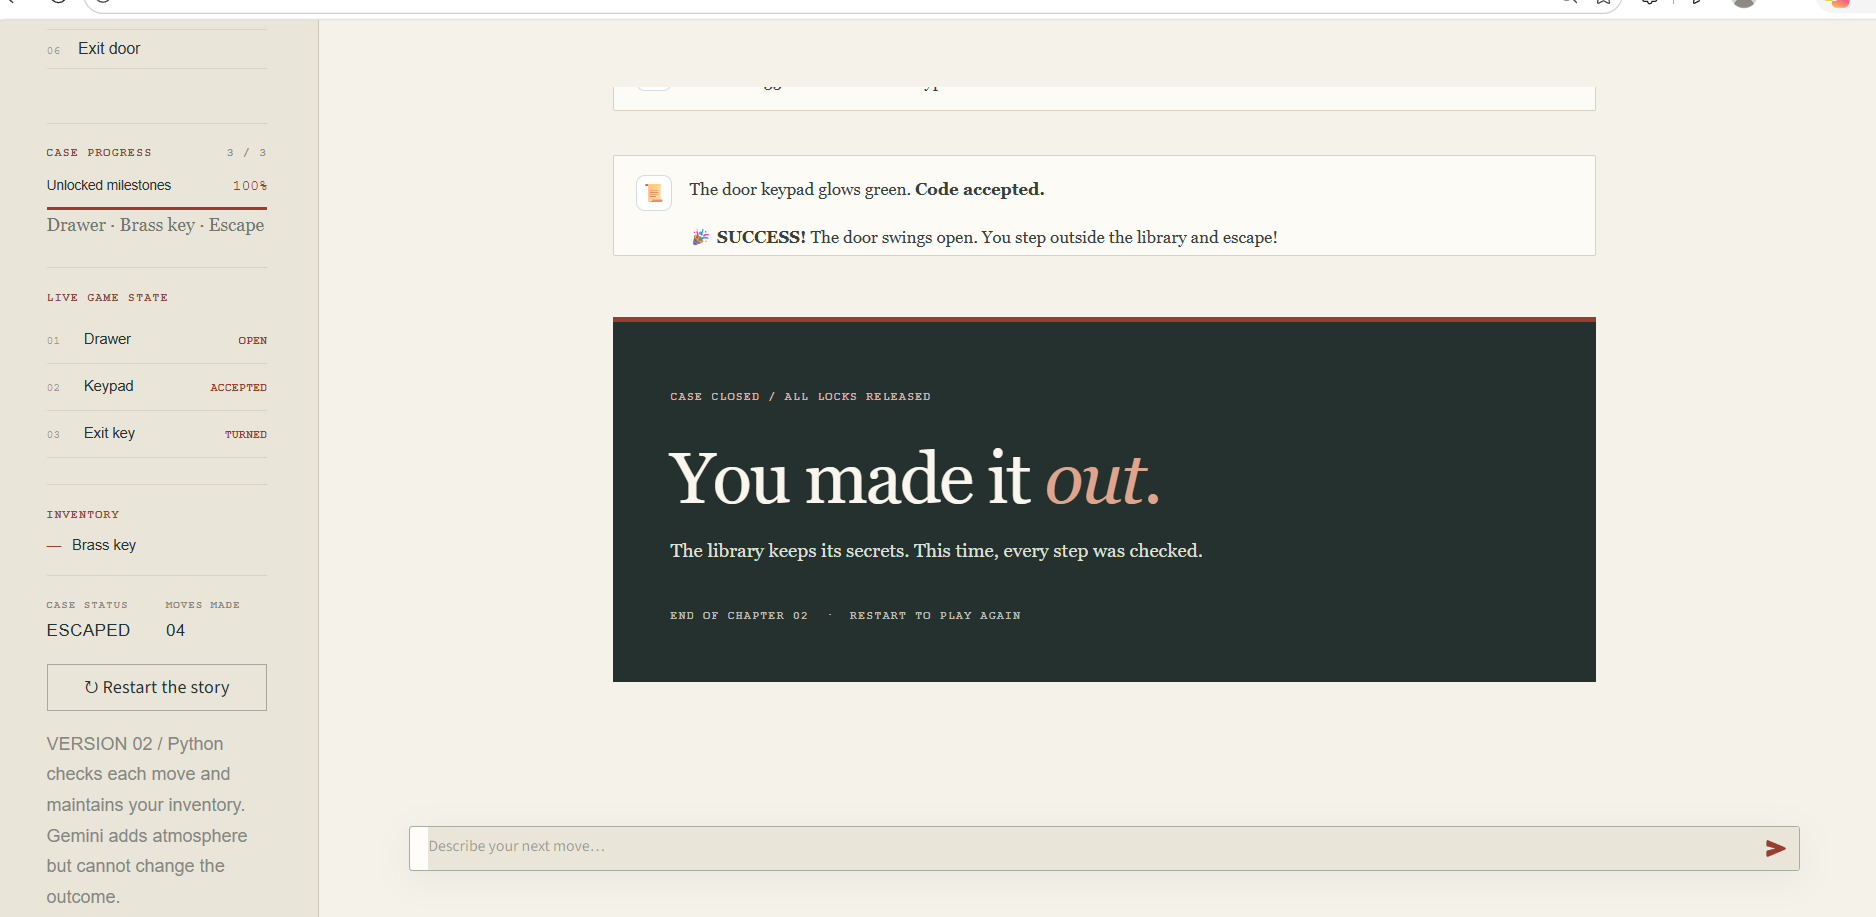 06 Exit door
CASE PROGRESS 3 / 3
Unlocked milestones 100%
Drawer · Brass key · Escape
LIVE GAME STATE
01 Drawer OPEN
02 Keypad ACCEPTED
03 Exit key TURNED
INVENTORY
— Brass key
CASE STATUS MOVES MADE
ESCAPED 04
↻ Restart the story
VERSION 02 / Python
checks each move and
maintains your inventory.
Gemini adds atmosphere
but cannot change the
outcome.
The door keypad glows green. Code accepted.
🎉 SUCCESS! The door swings open. You step outside the library and escape!
CASE CLOSED / ALL LOCKS RELEASED
You made it out.
The library keeps its secrets. This time, every step was checked.
END OF CHAPTER 02 · RESTART TO PLAY AGAIN
Describe your next move...